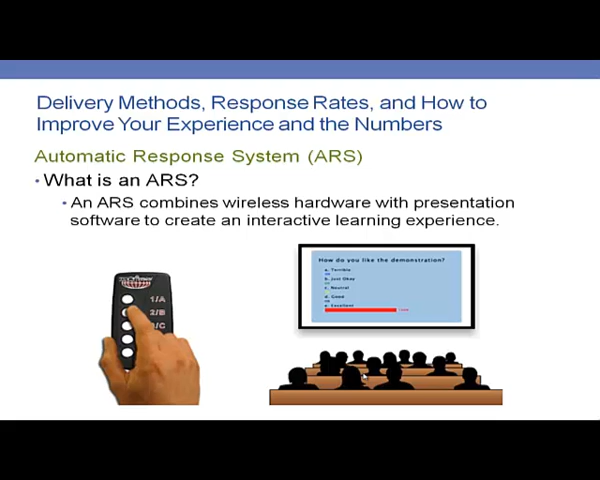 Delivery Methods, Response Rates, and How to
Improve Your Experience and the Numbers
Automatic Response System (ARS)
• What is an ARS?
• An ARS combines wireless hardware with presentation
software to create an interactive learning experience.
How do you like the demonstration?
a. Terrible
b. Just Okay
c. Neutral
d. Good
e. Excellent
1/A
2/B
3/C